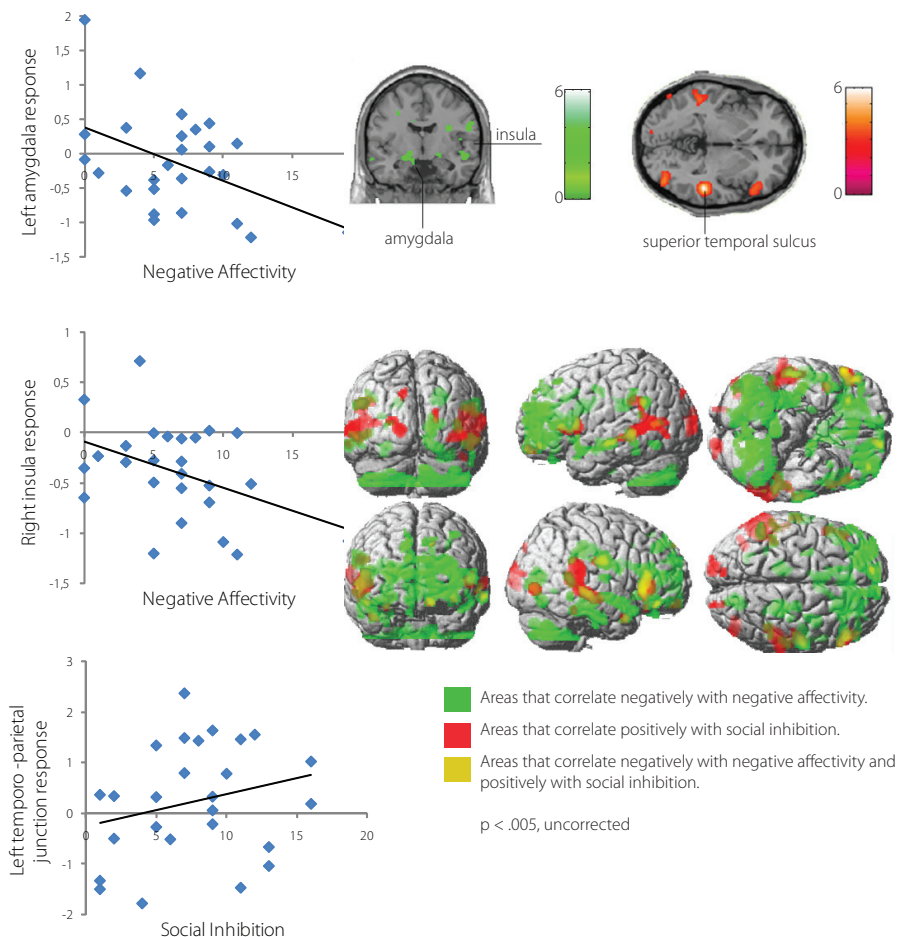 2
1,5
1
0,5
0
-0,5
-1
-1,5
0
5
10
15
Left amygdala response
Negative Affectivity
6
0
insula
amygdala
6
0
superior temporal sulcus
1
0,5
0
-0,5
-1
-1,5
0
5
10
15
Right insula response
Negative Affectivity
3
2
1
0
-1
-2
0
5
10
15
20
Left temporo -parietal
junction response
Social Inhibition
Areas that correlate negatively with negative affectivity.
Areas that correlate positively with social inhibition.
Areas that correlate negatively with negative affectivity and
positively with social inhibition.
p < .005, uncorrected